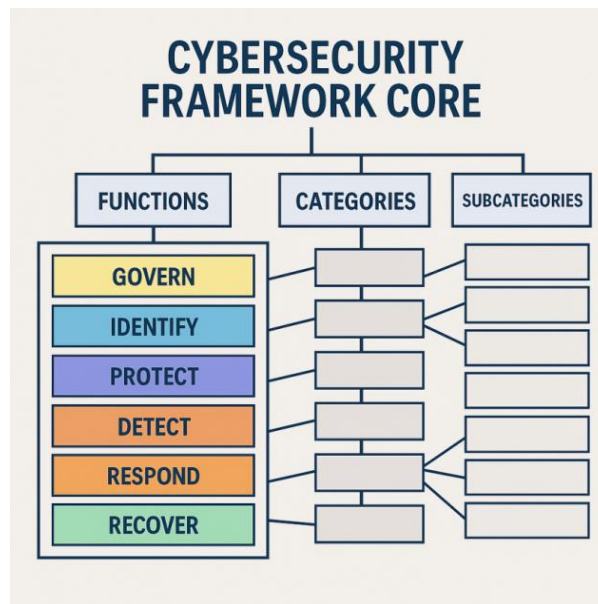 CYBERSECURITY
FRAMEWORK CORE
FUNCTIONS
CATEGORIES
SUBCATEGORIES
GOVERN
IDENTIFY
PROTECT
DETECT
RESPOND
RECOVER